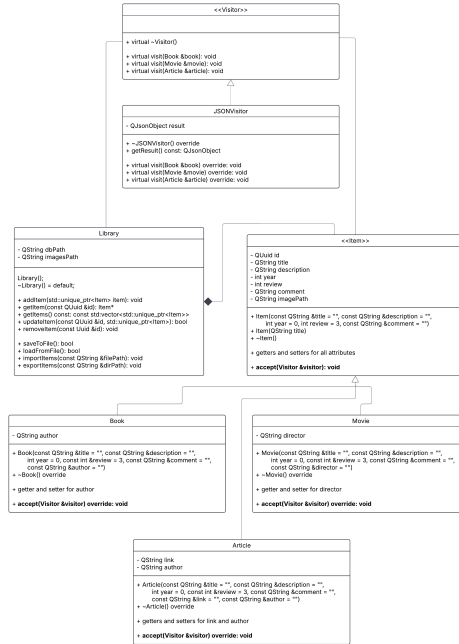 <<Visitor>>
+ virtual ~Visitor()
+ virtual visit(Book &book): void
+ virtual visit(Movie &movie): void
+ virtual visit(Article &article): void
JSONVisitor
- QJsonObject result
+ ~JSONVisitor() override
+ getResult() const: QJsonObject
+ virtual visit(Book &book) override: void
+ virtual visit(Movie &movie) override: void
+ virtual visit(Article &article) override: void
Library
- QString dbPath
- QString imagesPath
Library();
~Library() = default;
+ addItem(std::unique_ptr<Item> item): void
+ getItem(const QUuid &id): Item*
+ getItems() const: const std::vector<std::unique_ptr<Item>>
+ updateItem(const QUuid &id, std::unique_ptr<Item>): bool
+ removeItem(const Uuid &id): void
+ saveToFile(): bool
+ loadFromFile(): bool
+ importItems(const QString &filePath): void
+ exportItems(const QString &dirPath): void
<<Item>>
- QUuid id
- QString title
- QString description
- int year
- int review
- QString comment
- QString imagePath
+ Item(const QString &title = "", const QString &description = "",
int year = 0, const int review = 3, const QString &comment = "")
+ Item(QString title)
+ ~Item()
+ getters and setters for all attributes
+ accept(Visitor &visitor): void
Book
- QString author
+ Book(const QString &title = "", const QString &description = "",
int year = 0, const int &review = 3, const QString &comment = "",
const QString &author = "")
+ ~Book() override
+ getter and setter for author
+ accept(Visitor &visitor) override: void
Movie
- QString director
+ Movie(const QString &title = "", const QString &description = "",
int year = 0, const int &review = 3, const QString &comment = "",
const QString &director = "")
+ ~Movie() override
+ getter and setter for director
+ accept(Visitor &visitor) override: void
Article
- QString link
- QString author
+ Article(const QString &title = "", const QString &description = "",
int year = 0, const int &review = 3, const QString &comment = "",
const QString &link = "", const QString &author = "")
+ ~Article() override
+ getters and setters for link and author
+ accept(Visitor &visitor) override: void